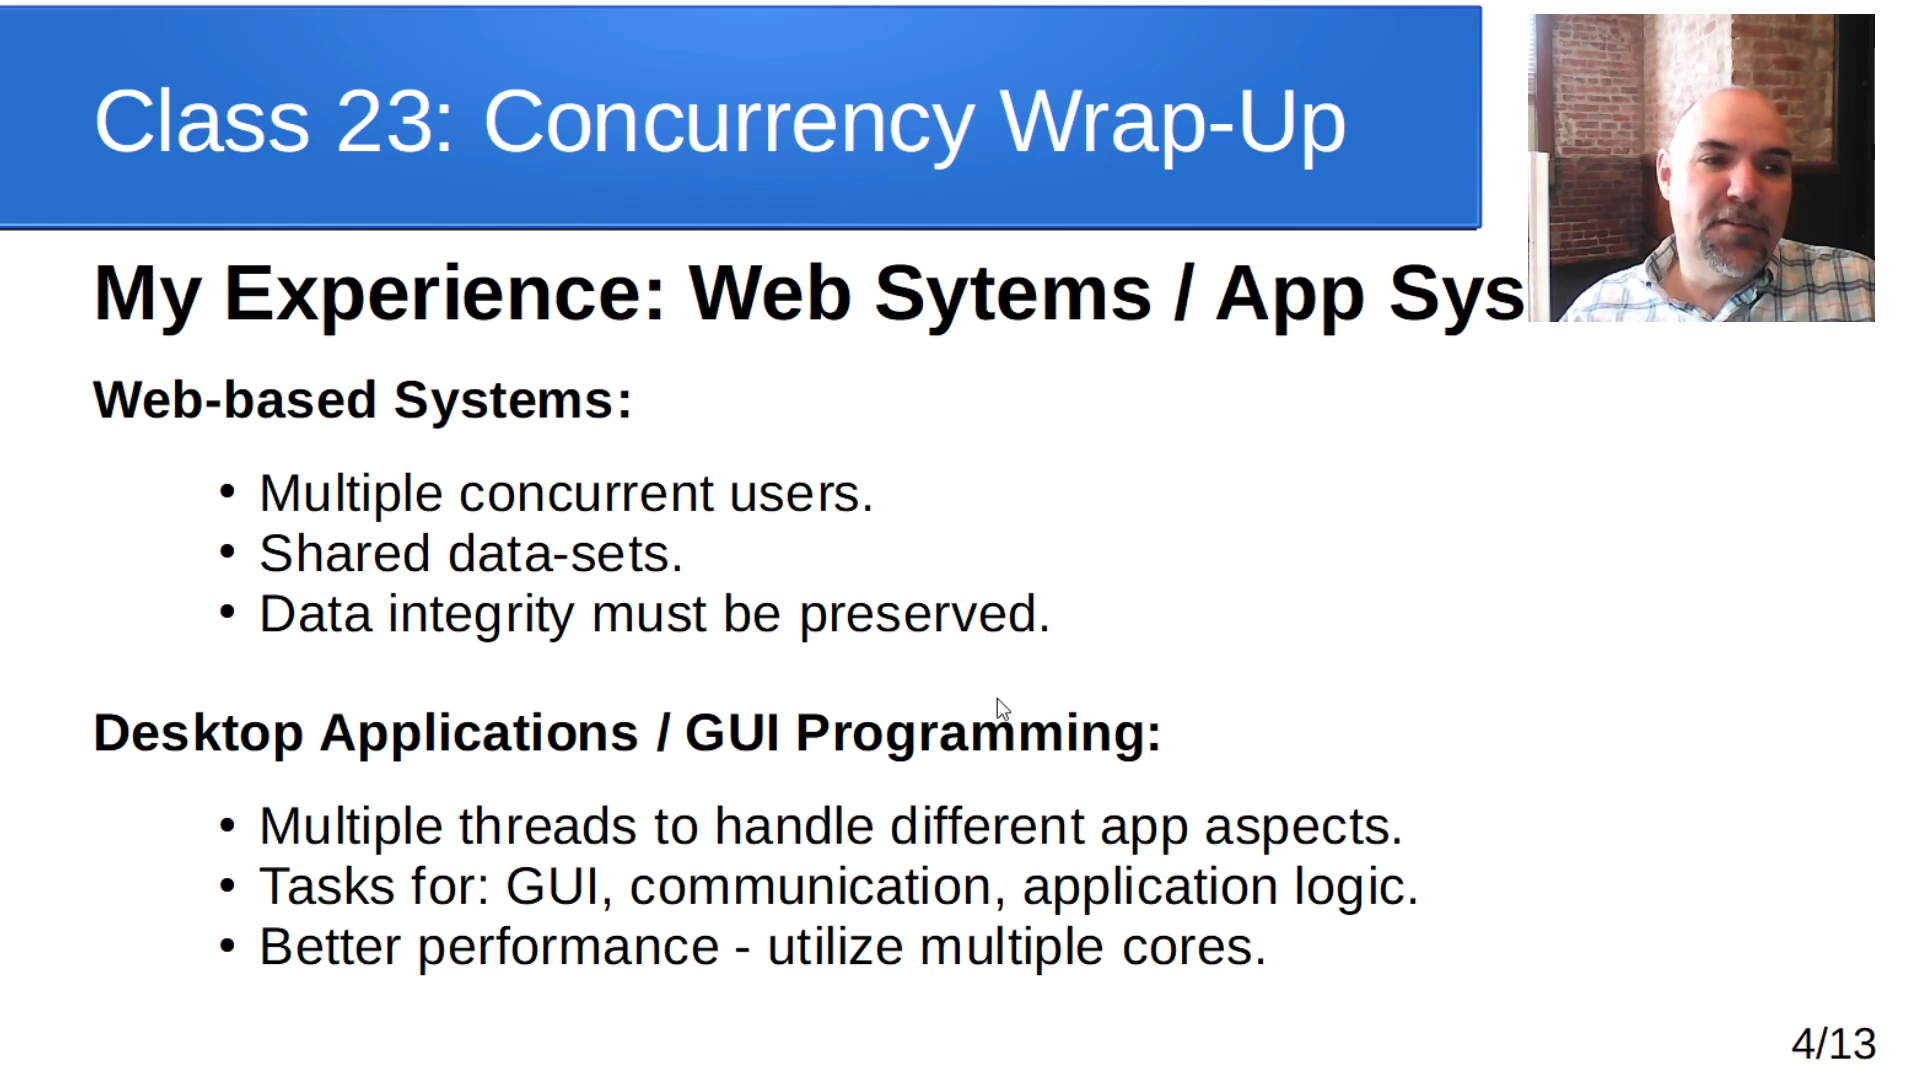 Class 23: Concurrency Wrap-Up
My Experience: Web Sytems / App Sys
Web-based Systems:
• Multiple concurrent users.
• Shared data-sets.
• Data integrity must be preserved.
Desktop Applications / GUI Programming:
• Multiple threads to handle different app aspects.
• Tasks for: GUI, communication, application logic.
• Better performance - utilize multiple cores.
4/13